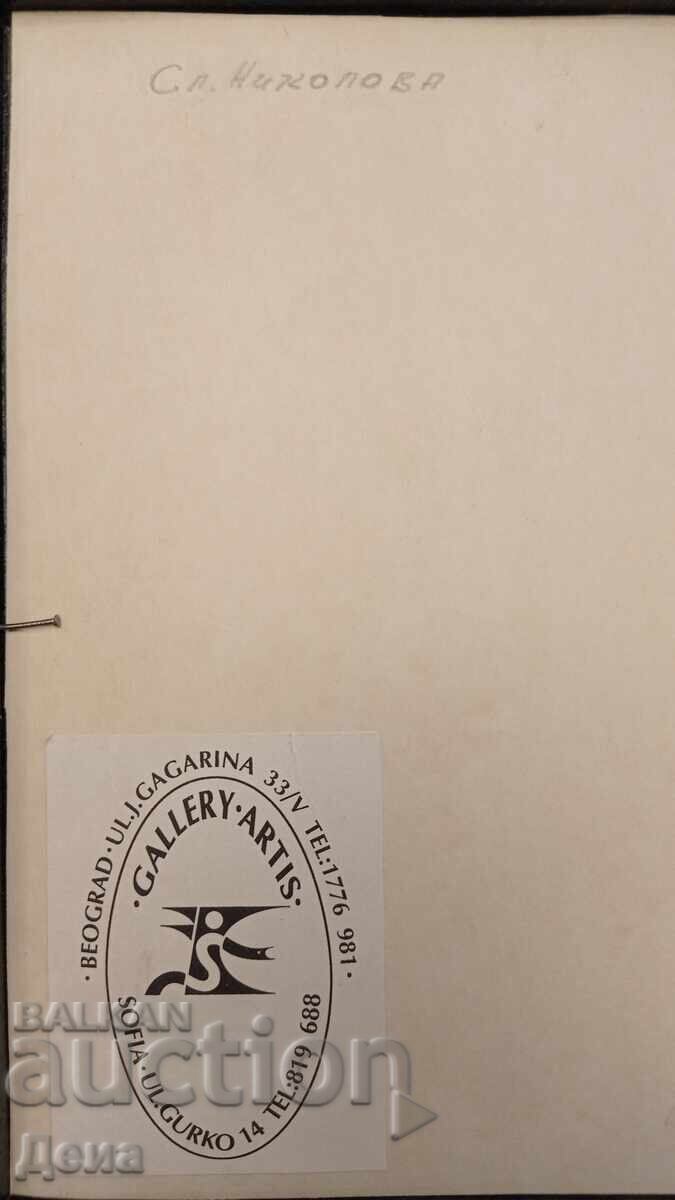 Сл. Николова
· BEOGRAD · UL.J.GAGARINA 33/V TEL:1776 981 ·
· GALLERY · ARTIS ·
SOFIA · UL.GURKO 14 TEL:819 688
BALKAN
auction
Деиа